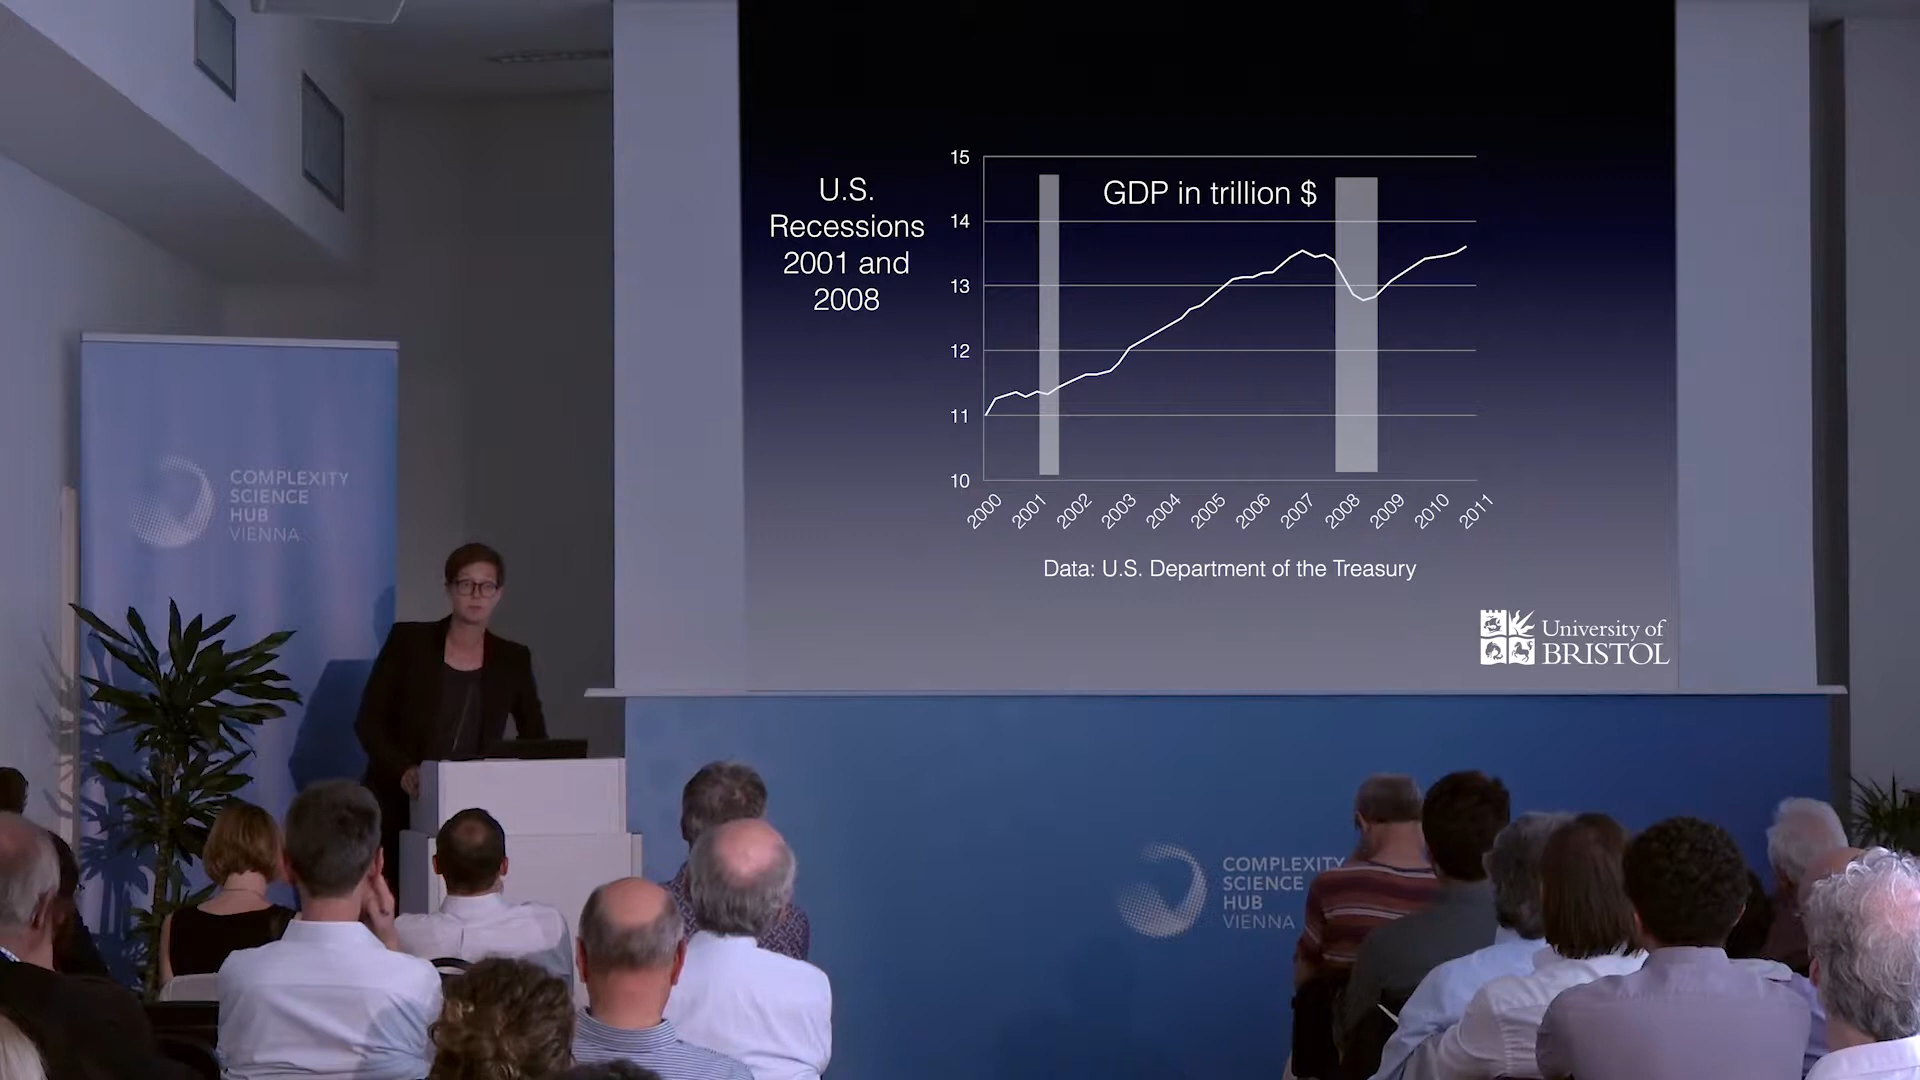 U.S.
Recessions
2001 and
2008
GDP in trillion $
15
14
13
12
11
10
2000
2001
2002
2003
2004
2005
2006
2007
2008
2009
2010
2011
Data: U.S. Department of the Treasury
University of
BRISTOL
COMPLEXITY
SCIENCE
HUB
VIENNA
COMPLEXITY
SCIENCE
HUB
VIENNA